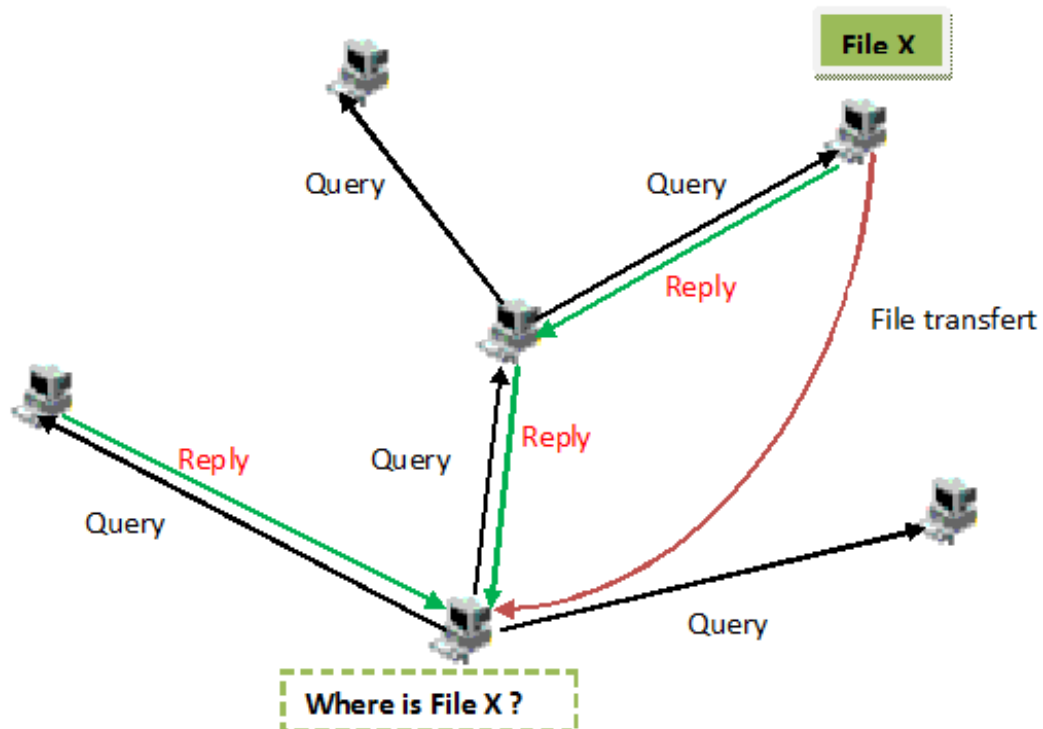 File X
Query
Query
Reply
File transfert
Reply
Query
Reply
Query
Query
Where is File X ?